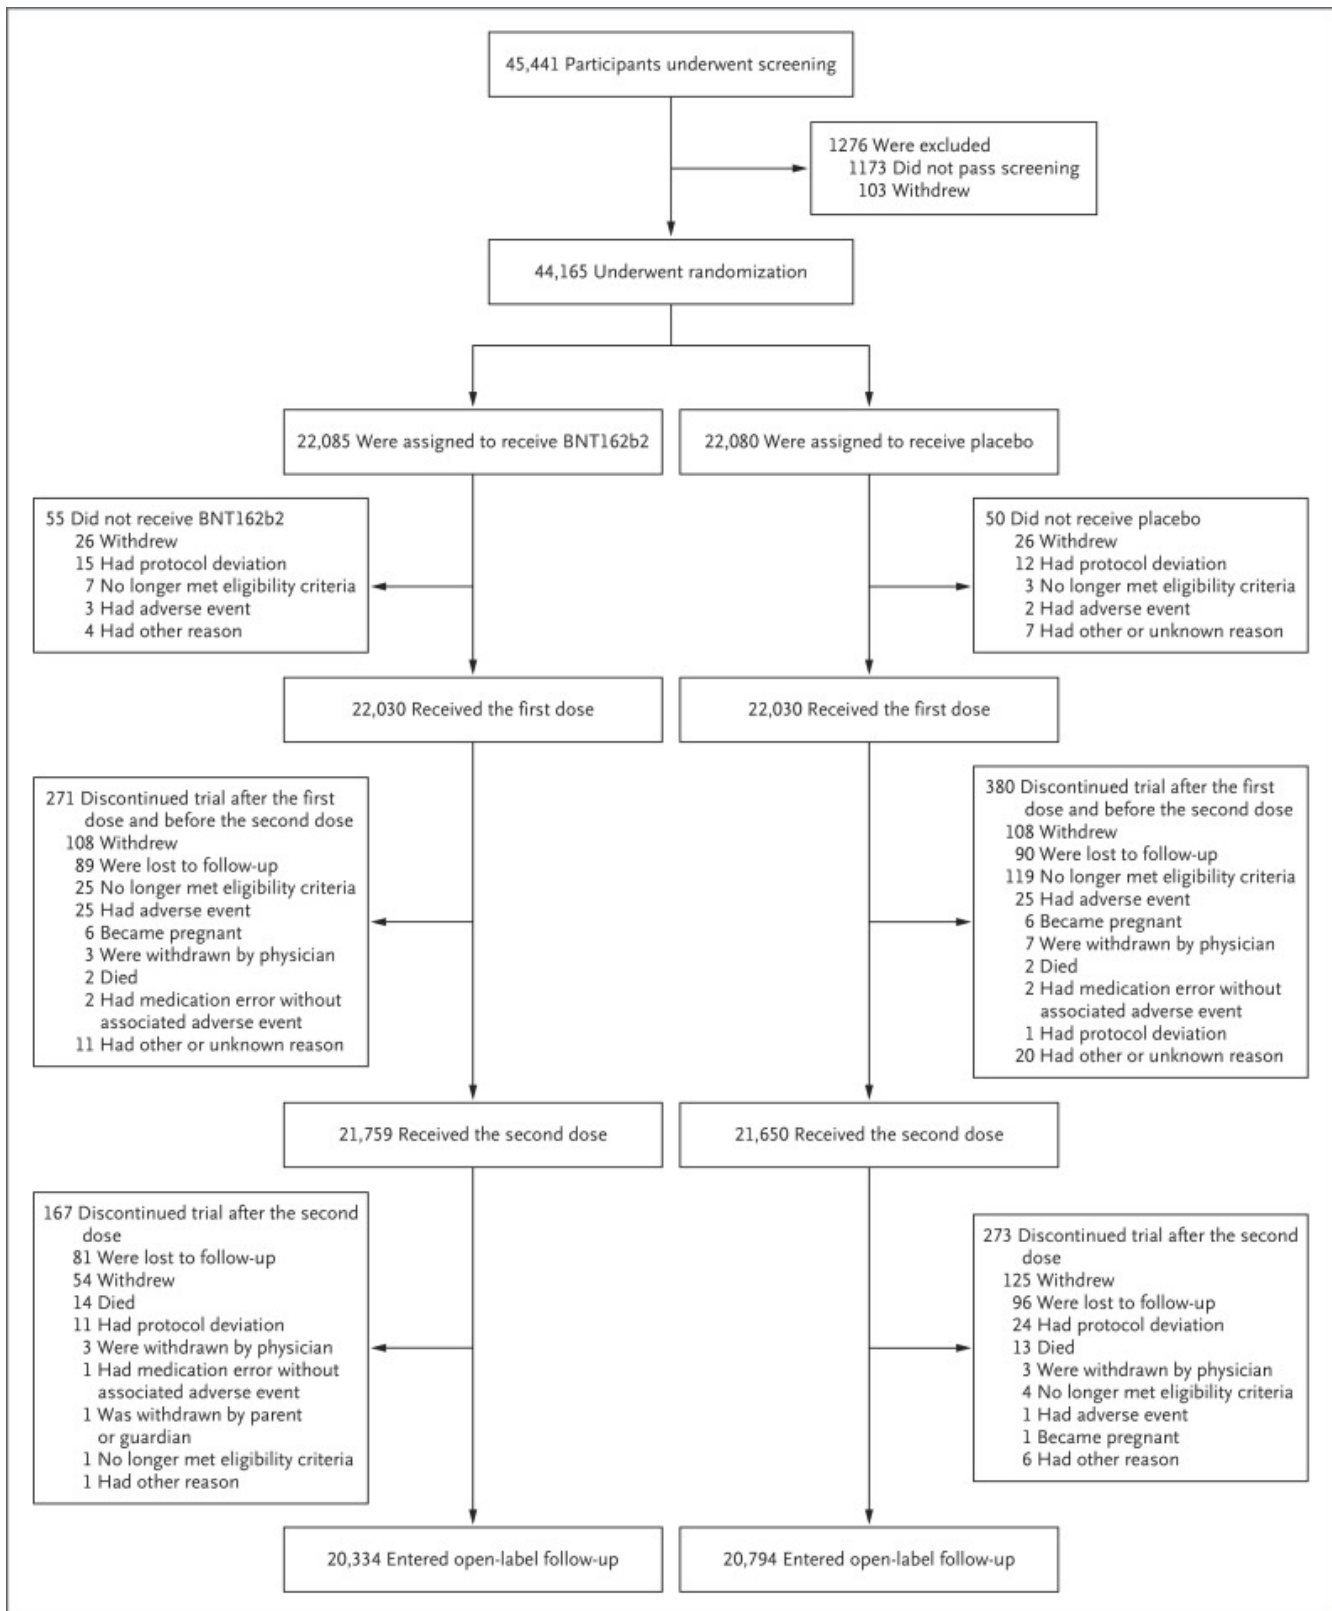 45,441 Participants underwent screening
1276 Were excluded
1173 Did not pass screening
103 Withdrew
44,165 Underwent randomization
22,085 Were assigned to receive BNT162b2
22,080 Were assigned to receive placebo
55 Did not receive BNT162b2
26 Withdrew
15 Had protocol deviation
7 No longer met eligibility criteria
3 Had adverse event
4 Had other reason
50 Did not receive placebo
26 Withdrew
12 Had protocol deviation
3 No longer met eligibility criteria
2 Had adverse event
7 Had other or unknown reason
22,030 Received the first dose
22,030 Received the first dose
271 Discontinued trial after the first
dose and before the second dose
108 Withdrew
89 Were lost to follow-up
25 No longer met eligibility criteria
25 Had adverse event
6 Became pregnant
3 Were withdrawn by physician
2 Died
2 Had medication error without
associated adverse event
11 Had other or unknown reason
380 Discontinued trial after the first
dose and before the second dose
108 Withdrew
90 Were lost to follow-up
119 No longer met eligibility criteria
25 Had adverse event
6 Became pregnant
7 Were withdrawn by physician
2 Died
2 Had medication error without
associated adverse event
1 Had protocol deviation
20 Had other or unknown reason
21,759 Received the second dose
21,650 Received the second dose
167 Discontinued trial after the second
dose
81 Were lost to follow-up
54 Withdrew
14 Died
11 Had protocol deviation
3 Were withdrawn by physician
1 Had medication error without
associated adverse event
1 Was withdrawn by parent
or guardian
1 No longer met eligibility criteria
1 Had other reason
273 Discontinued trial after the second
dose
125 Withdrew
96 Were lost to follow-up
24 Had protocol deviation
13 Died
3 Were withdrawn by physician
4 No longer met eligibility criteria
1 Had adverse event
1 Became pregnant
6 Had other reason
20,334 Entered open-label follow-up
20,794 Entered open-label follow-up